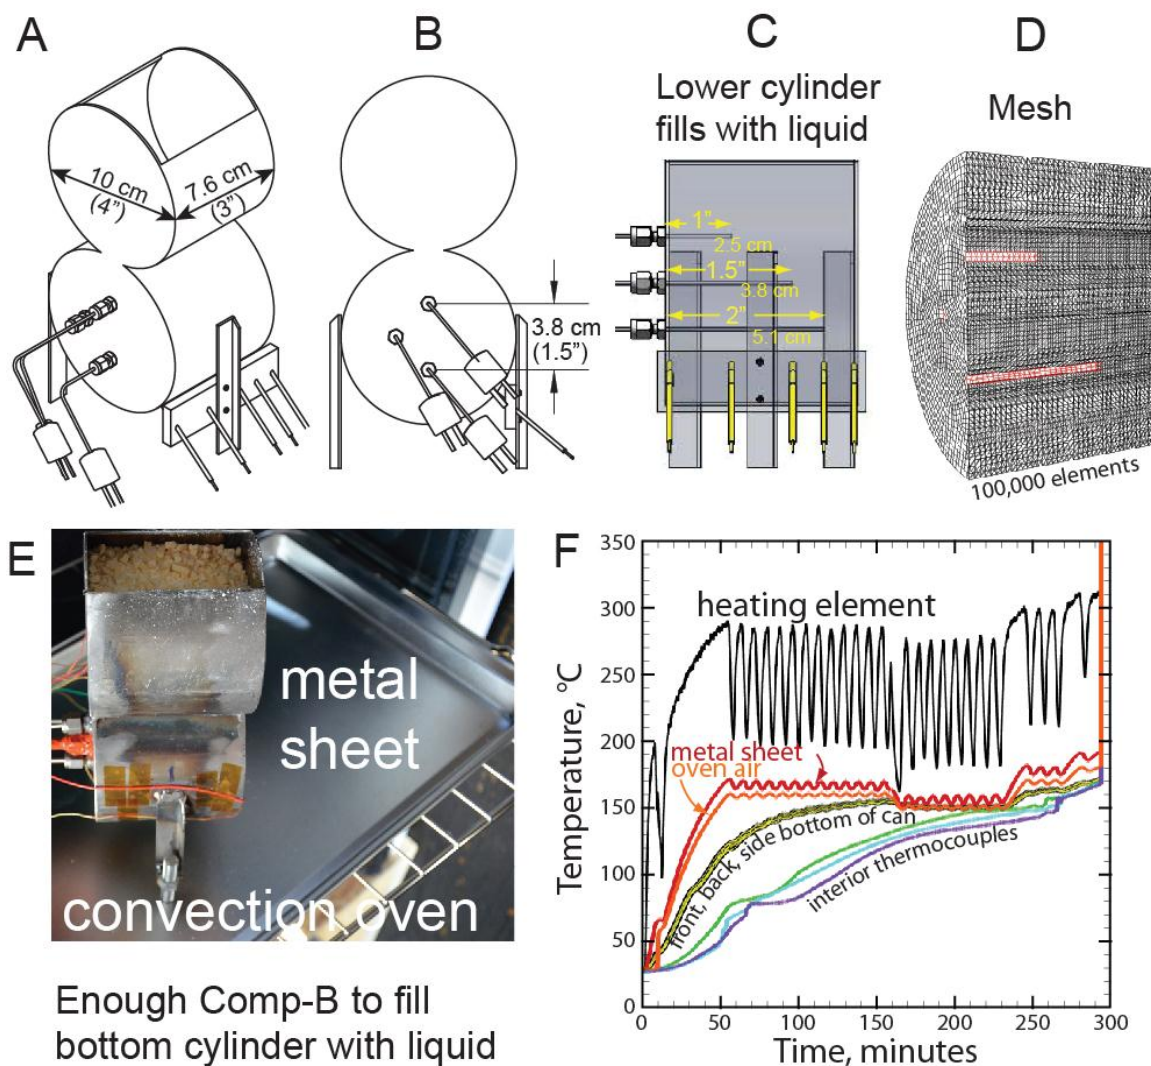 A
10 cm
(4")
7.6 cm
(3")
B
3.8 cm
(1.5")
C
Lower cylinder
fills with liquid
1"
2.5 cm
1.5"
3.8 cm
2"
5.1 cm
D
Mesh
100,000 elements
E
metal
sheet
convection oven
Enough Comp-B to fill
bottom cylinder with liquid
F
350
300
250
200
150
100
50
0
Temperature, °C
heating element
metal sheet
oven air
front, back, side bottom of can
interior thermocouples
0
50
100
150
200
250
300
Time, minutes